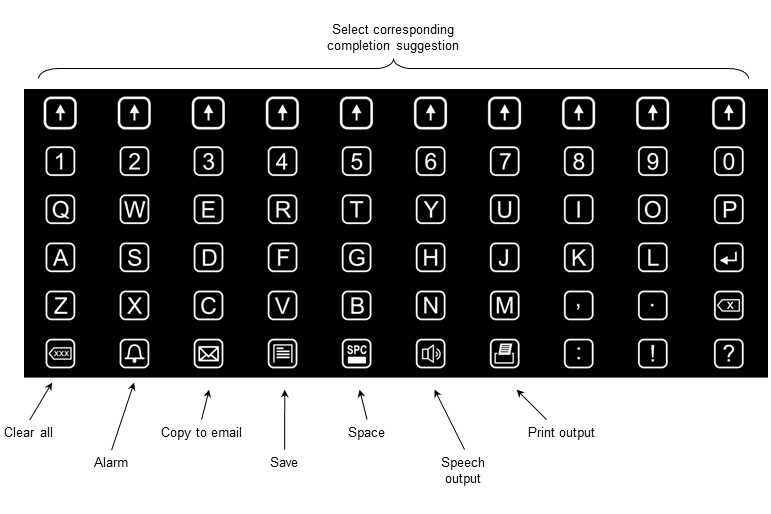 Select corresponding
completion suggestion
1 2 3 4 5 6 7 8 9 0
Q W E R T Y U I O P
A S D F G H J K L
Z X C V B N M , . X
XXX SPC : ! ?
Clear all Copy to email Space Print output
Alarm Save Speech
output